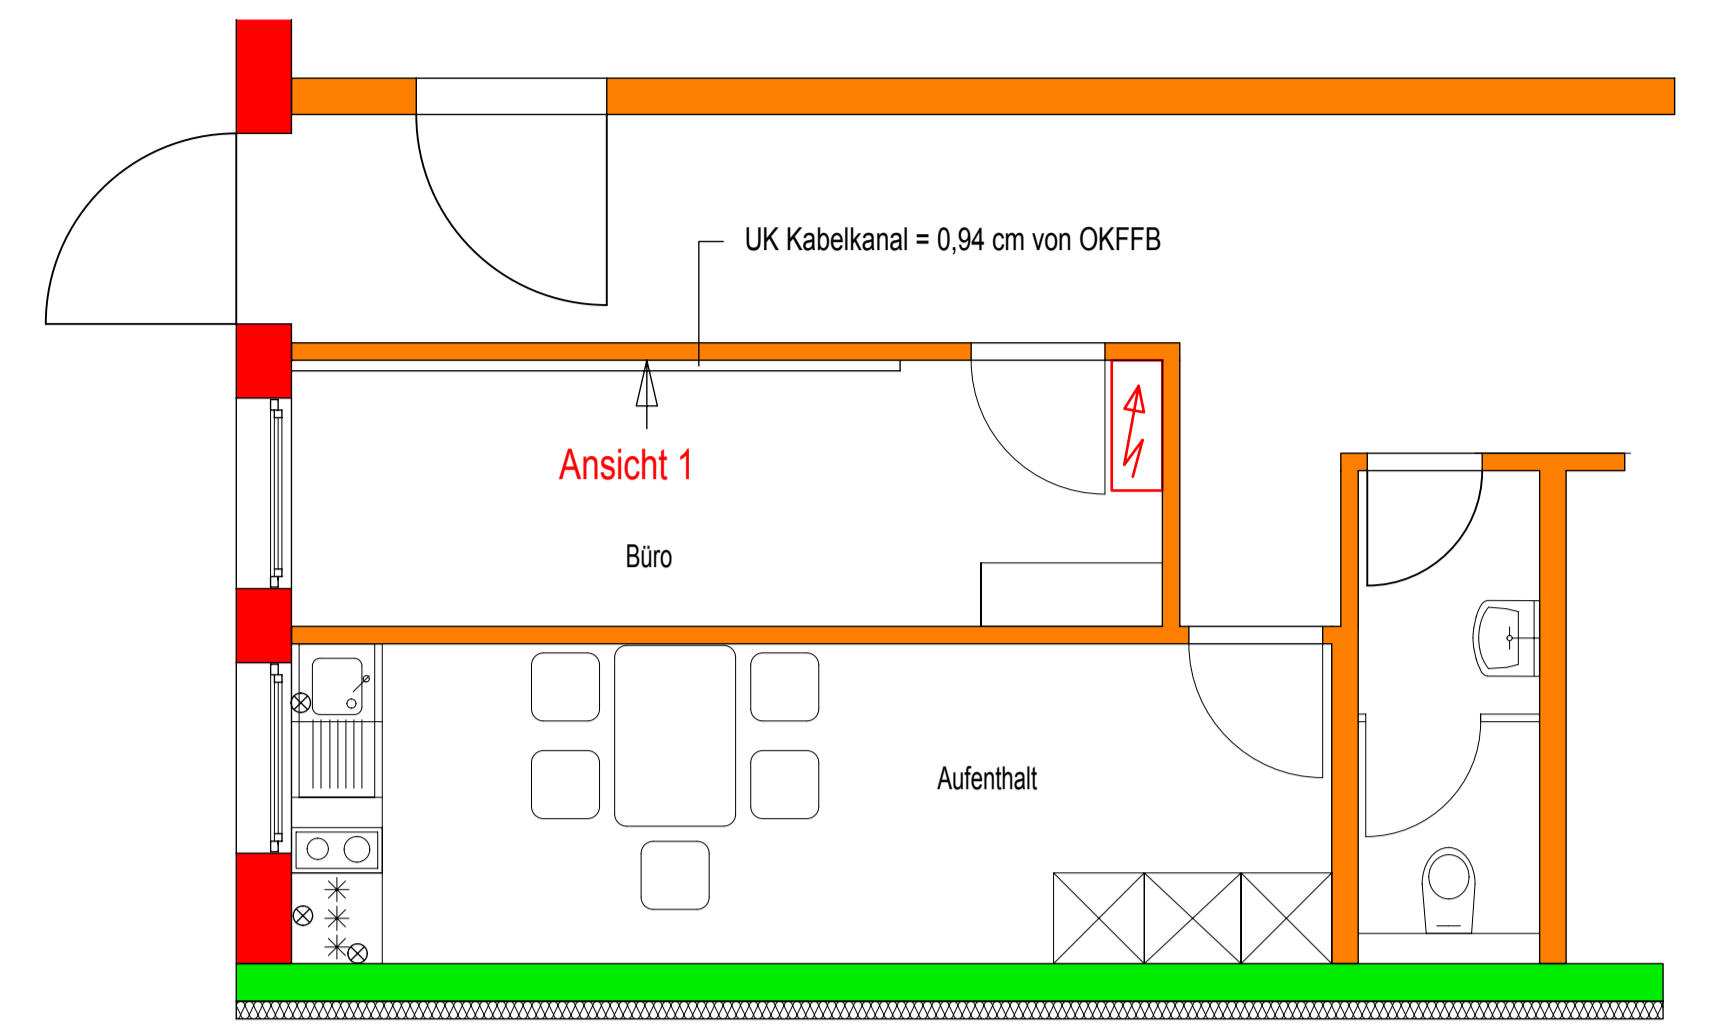 UK Kabelkanal = 0,94 cm von OKFFB
Ansicht 1
Büro
Aufenthalt